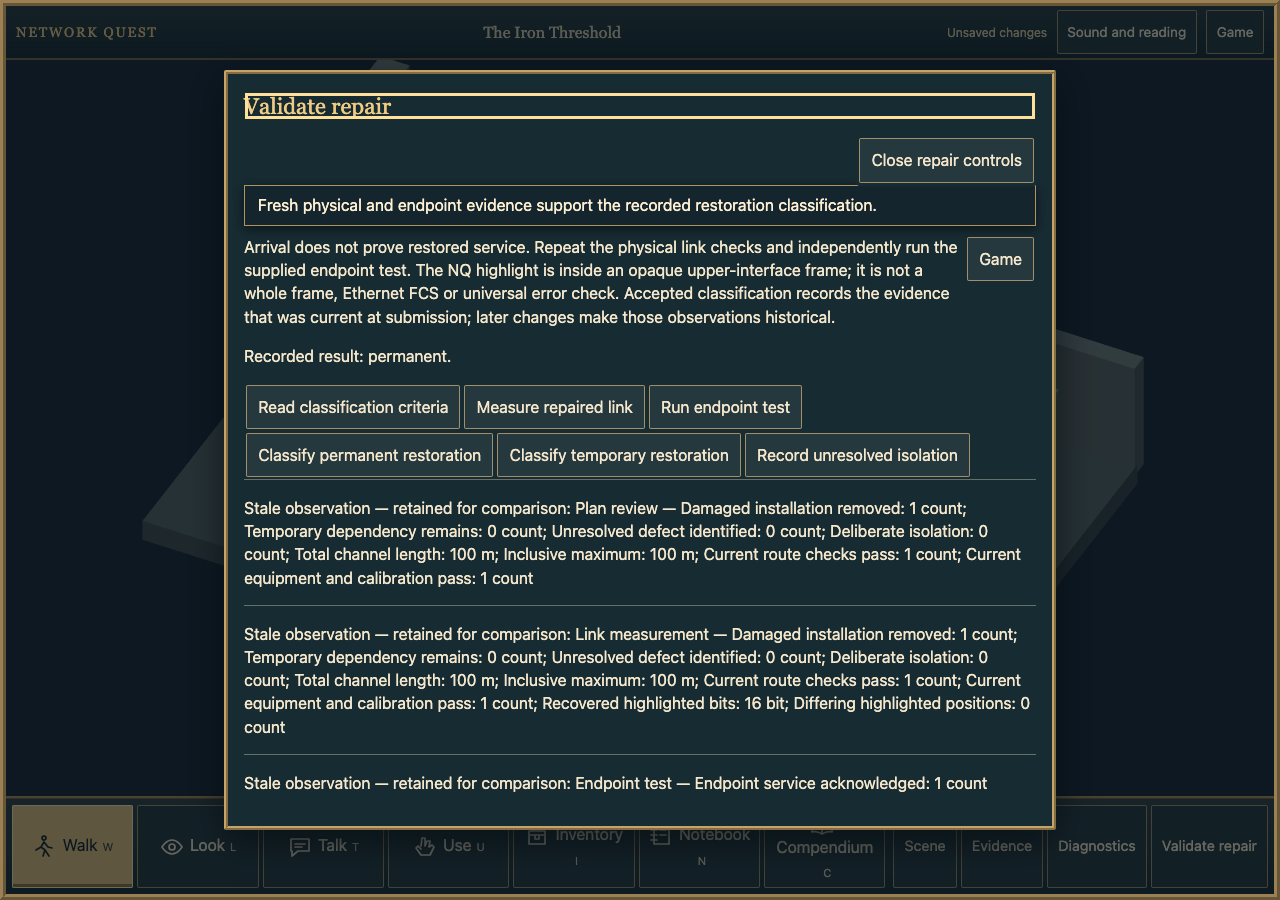 NETWORK QUEST
The Iron Threshold
Unsaved changes
Sound and reading
Game
Validate repair
Close repair controls
Fresh physical and endpoint evidence support the recorded restoration classification.
Arrival does not prove restored service. Repeat the physical link checks and independently run the
supplied endpoint test. The NQ highlight is inside an opaque upper-interface frame; it is not a
whole frame, Ethernet FCS or universal error check. Accepted classification records the evidence
that was current at submission; later changes make those observations historical.
Game
Recorded result: permanent.
Read classification criteria
Measure repaired link
Run endpoint test
Classify permanent restoration
Classify temporary restoration
Record unresolved isolation
Stale observation — retained for comparison: Plan review — Damaged installation removed: 1 count;
Temporary dependency remains: 0 count; Unresolved defect identified: 0 count; Deliberate isolation: 0
count; Total channel length: 100 m; Inclusive maximum: 100 m; Current route checks pass: 1 count; Current
equipment and calibration pass: 1 count
Stale observation — retained for comparison: Link measurement — Damaged installation removed: 1 count;
Temporary dependency remains: 0 count; Unresolved defect identified: 0 count; Deliberate isolation: 0
count; Total channel length: 100 m; Inclusive maximum: 100 m; Current route checks pass: 1 count; Current
equipment and calibration pass: 1 count; Recovered highlighted bits: 16 bit; Differing highlighted positions: 0
count
Stale observation — retained for comparison: Endpoint test — Endpoint service acknowledged: 1 count
Walk W
Look L
Talk T
Use U
Inventory
I
Notebook
N
Compendium
C
Scene
Evidence
Diagnostics
Validate repair